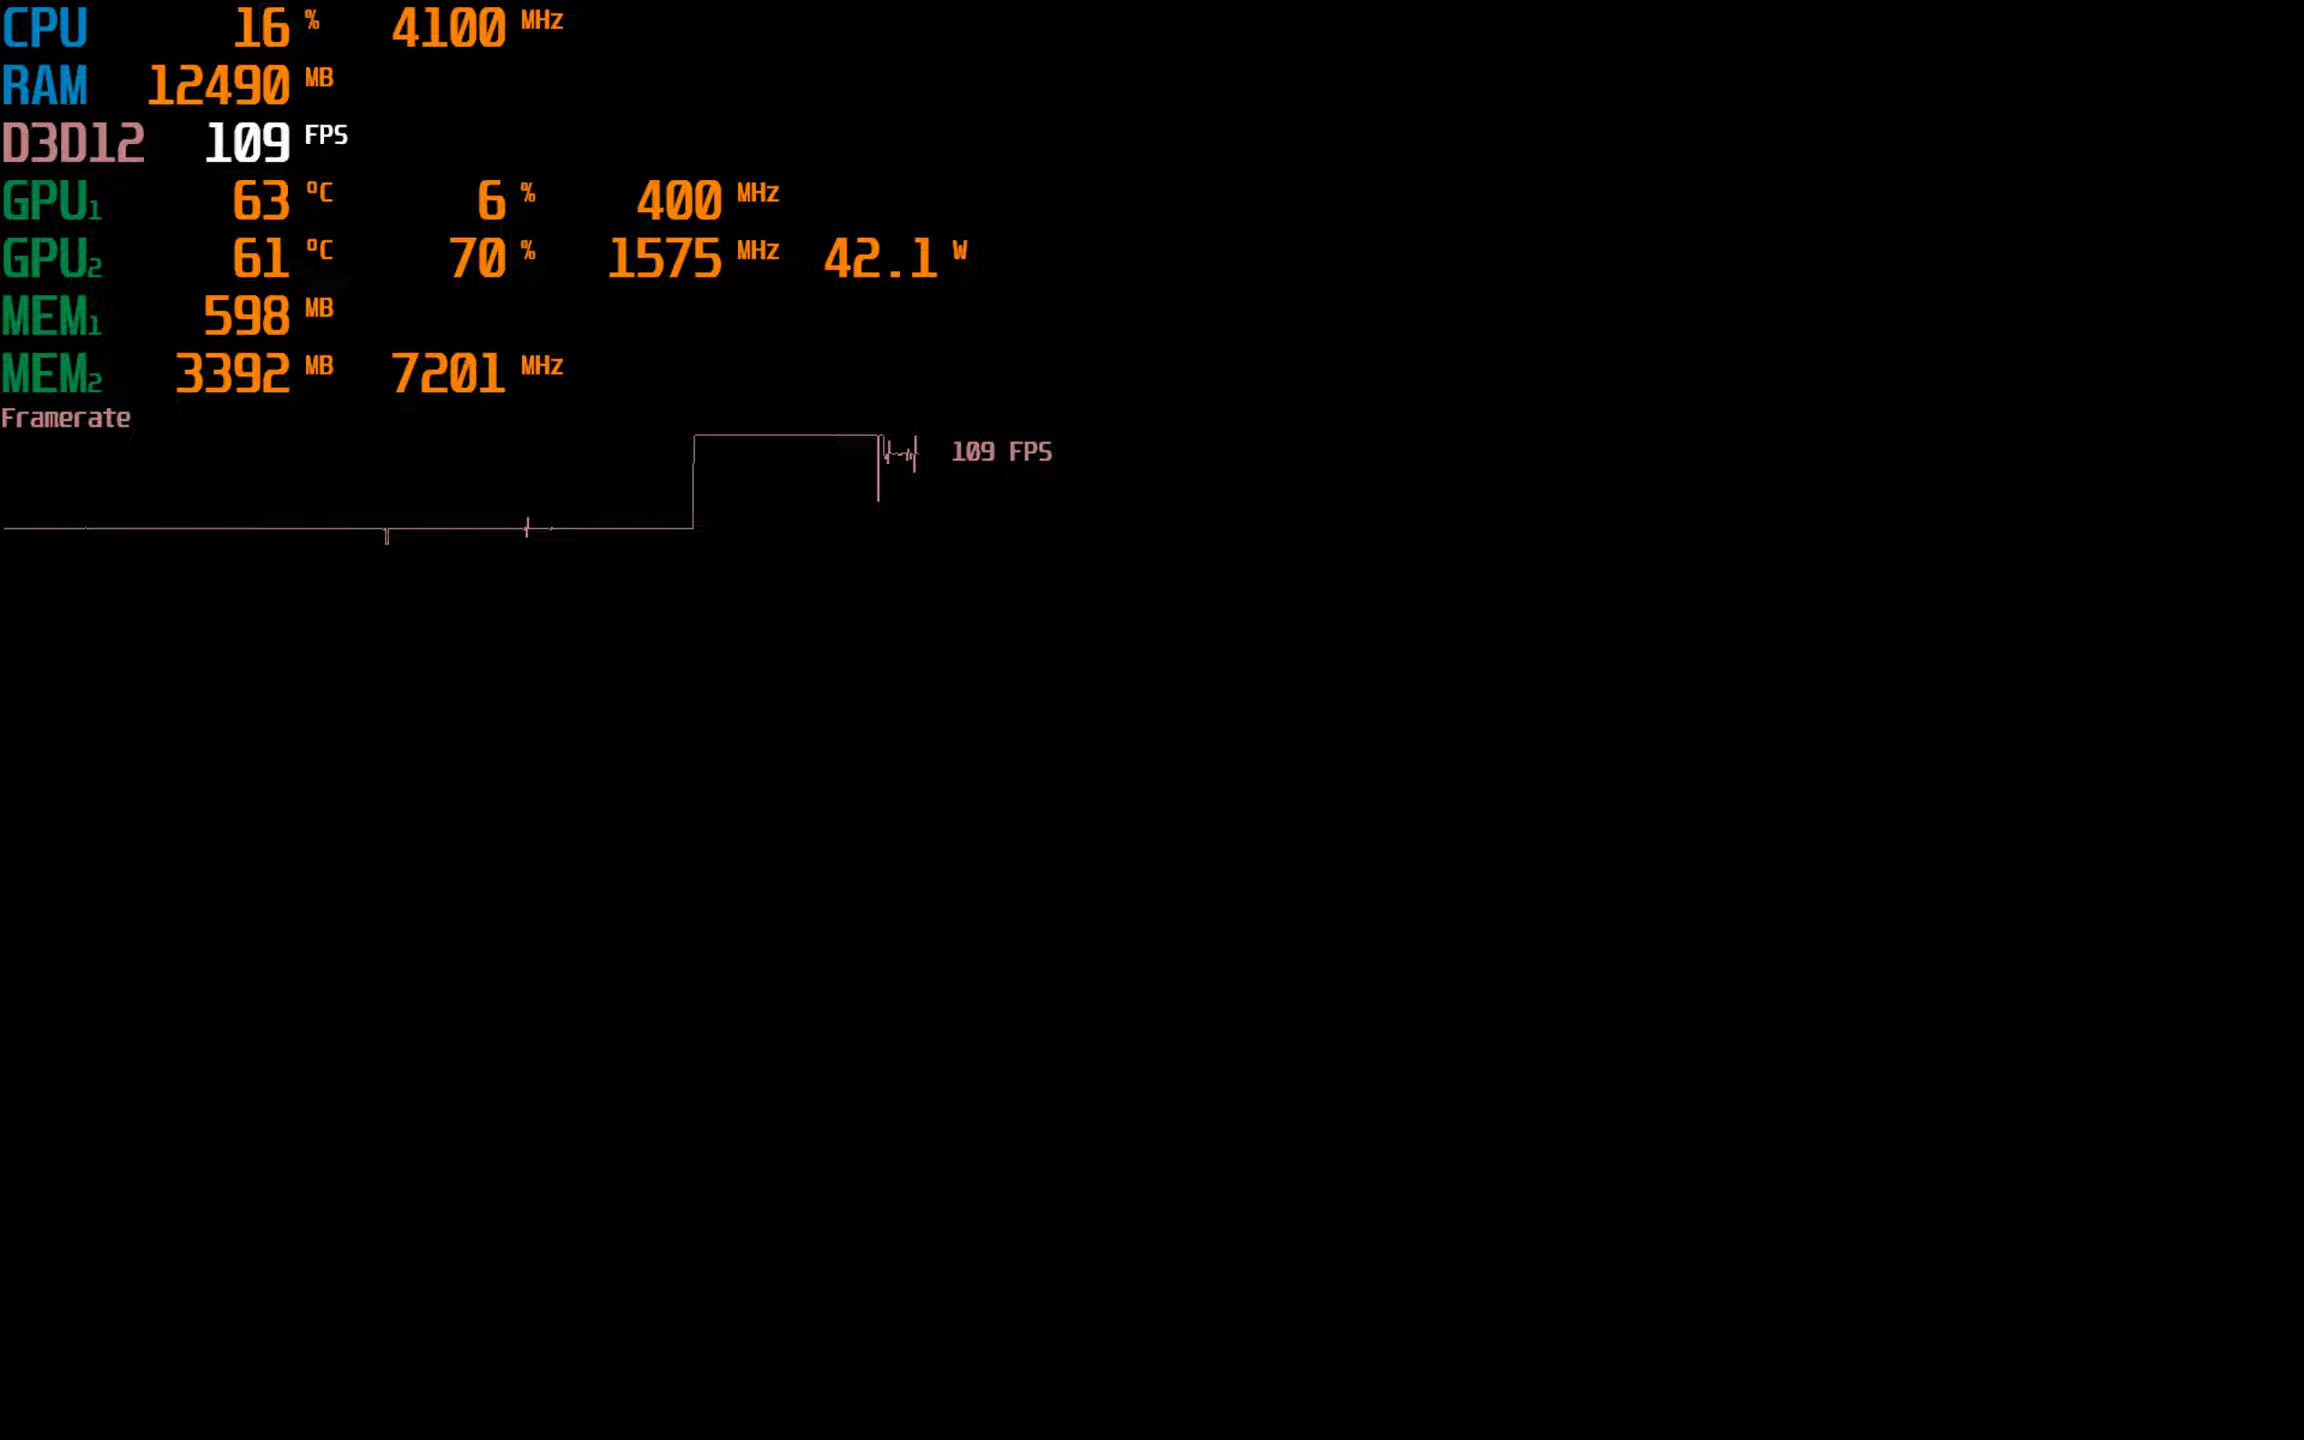 CPU 16 % 4100 MHz
RAM 12490 MB
D3D12 109 FPS
GPU1 63 °C 6 % 400 MHz
GPU2 61 °C 70 % 1575 MHz 42.1 W
MEM1 598 MB
MEM2 3392 MB 7201 MHz
Framerate
109 FPS